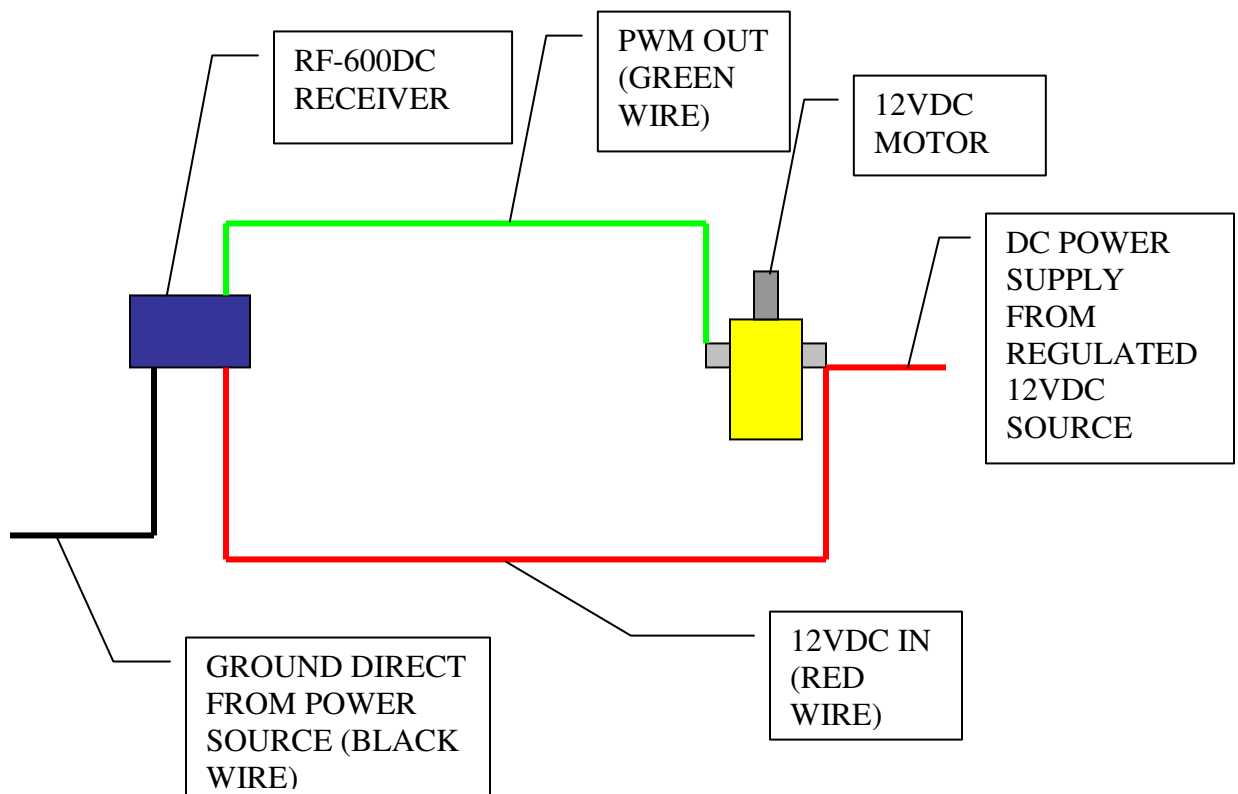 RF-600DC
RECEIVER
PWM OUT
(GREEN
WIRE)
12VDC
MOTOR
DC POWER
SUPPLY
FROM
REGULATED
12VDC
SOURCE
GROUND DIRECT
FROM POWER
SOURCE (BLACK
WIRE)
12VDC IN
(RED
WIRE)